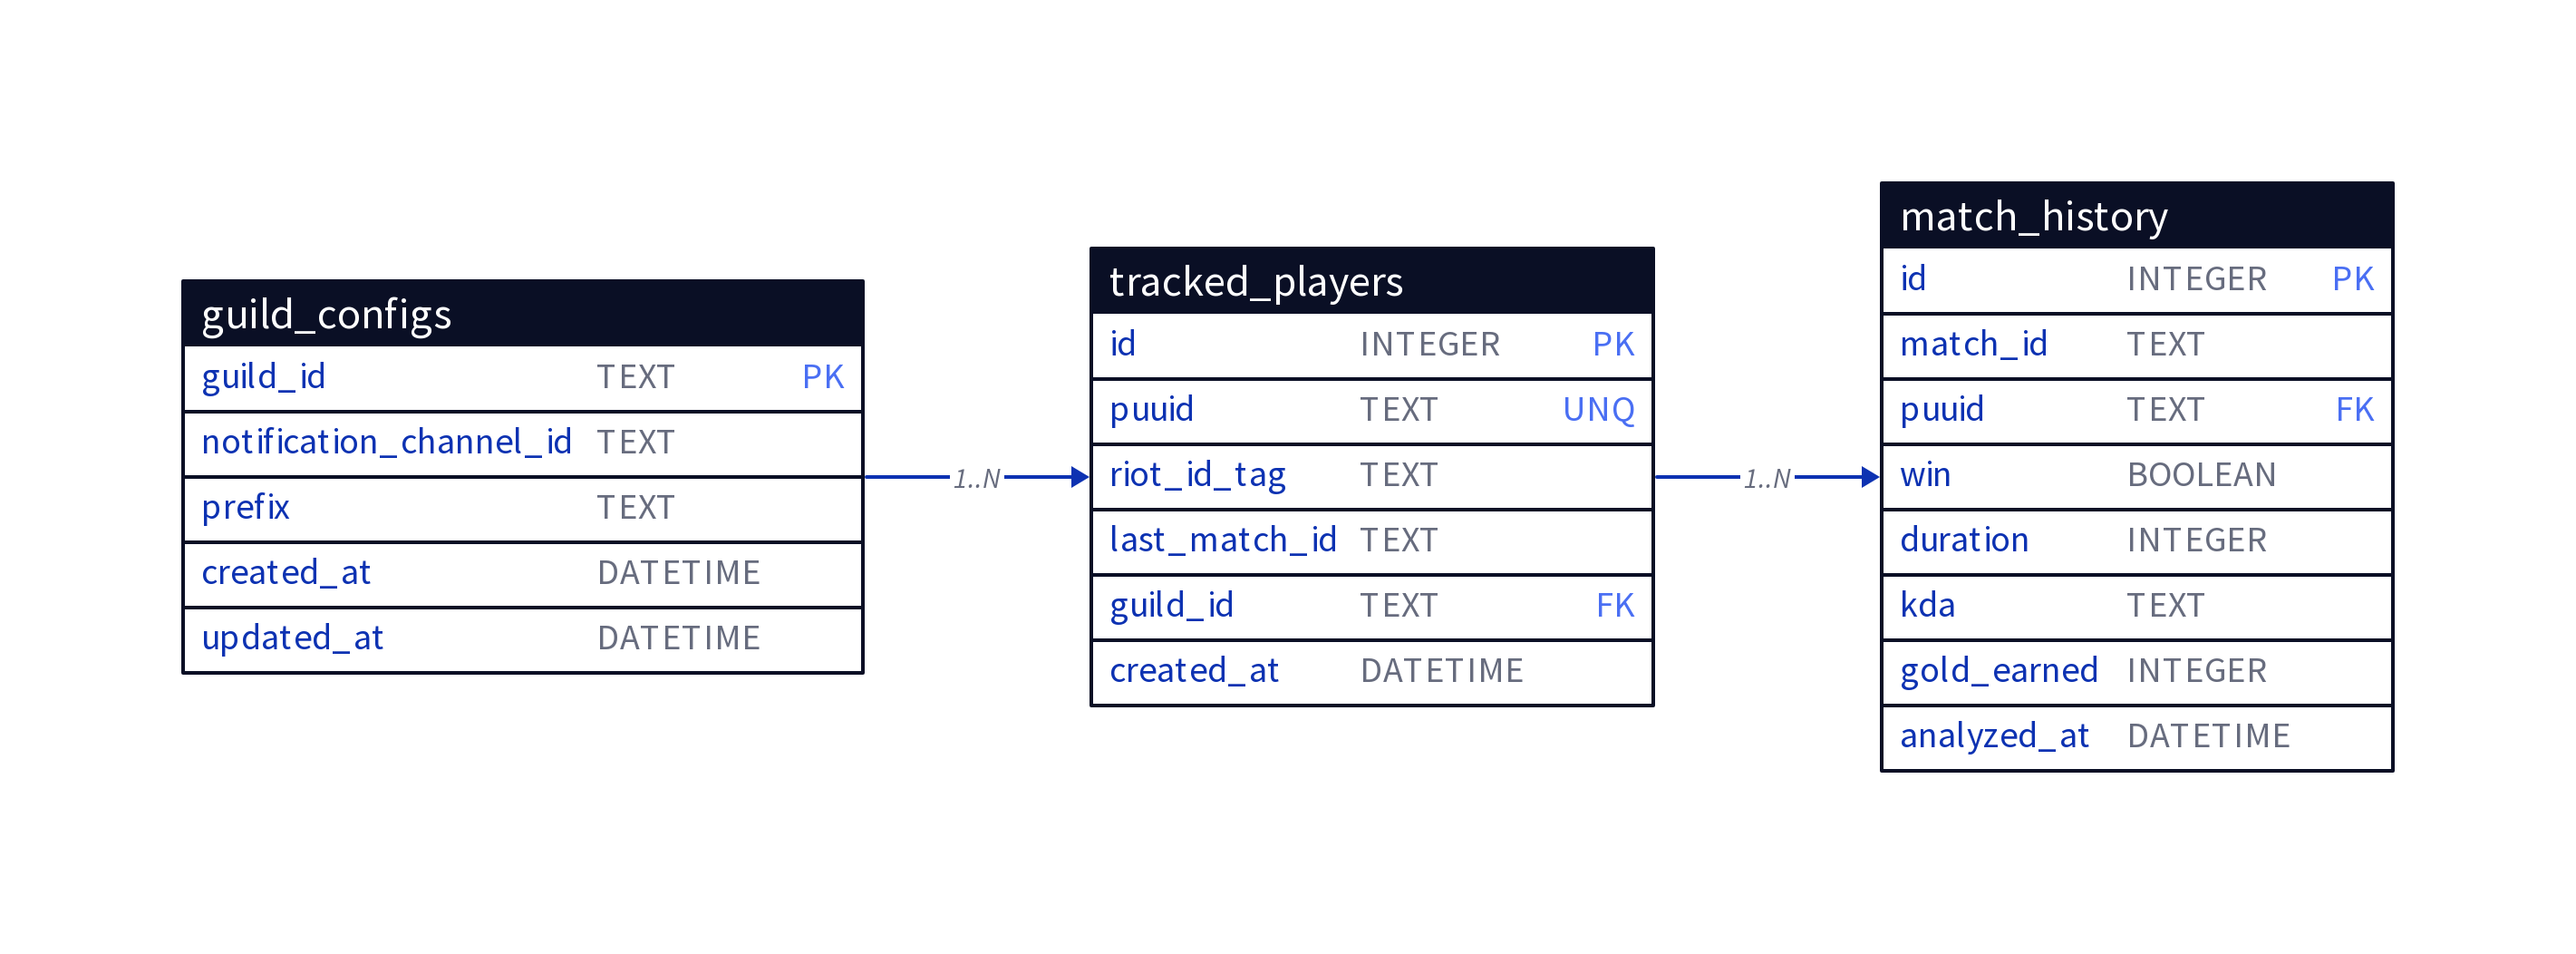 guild_configs
guild_id TEXT PK
notification_channel_id TEXT
prefix TEXT
created_at DATETIME
updated_at DATETIME
1..N
tracked_players
id INTEGER PK
puuid TEXT UNQ
riot_id_tag TEXT
last_match_id TEXT
guild_id TEXT FK
created_at DATETIME
1..N
match_history
id INTEGER PK
match_id TEXT
puuid TEXT FK
win BOOLEAN
duration INTEGER
kda TEXT
gold_earned INTEGER
analyzed_at DATETIME